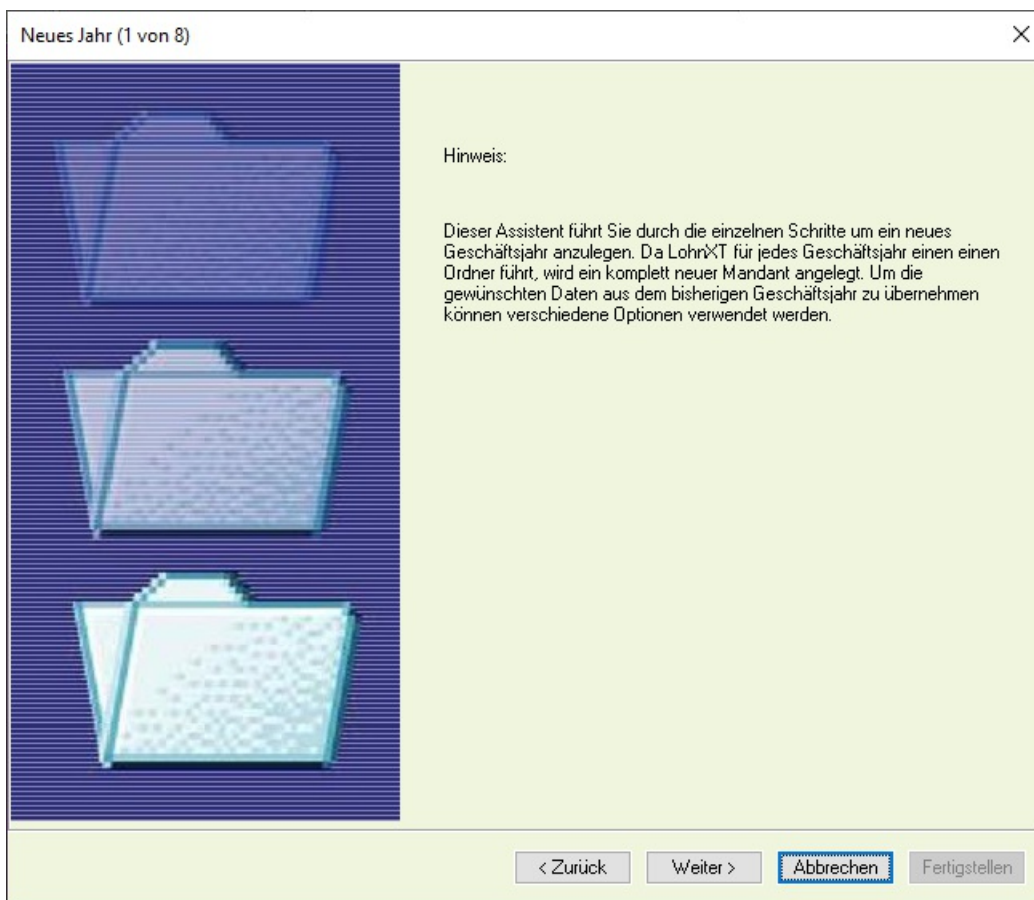 Neues Jahr (1 von 8)
Hinweis:
Dieser Assistent führt Sie durch die einzelnen Schritte um ein neues
Geschäftsjahr anzulegen. Da LohnXT für jedes Geschäftsjahr einen einen
Ordner führt, wird ein komplett neuer Mandant angelegt. Um die
gewünschten Daten aus dem bisherigen Geschäftsjahr zu übernehmen
können verschiedene Optionen verwendet werden.
< Zurück Weiter > Abbrechen Fertigstellen